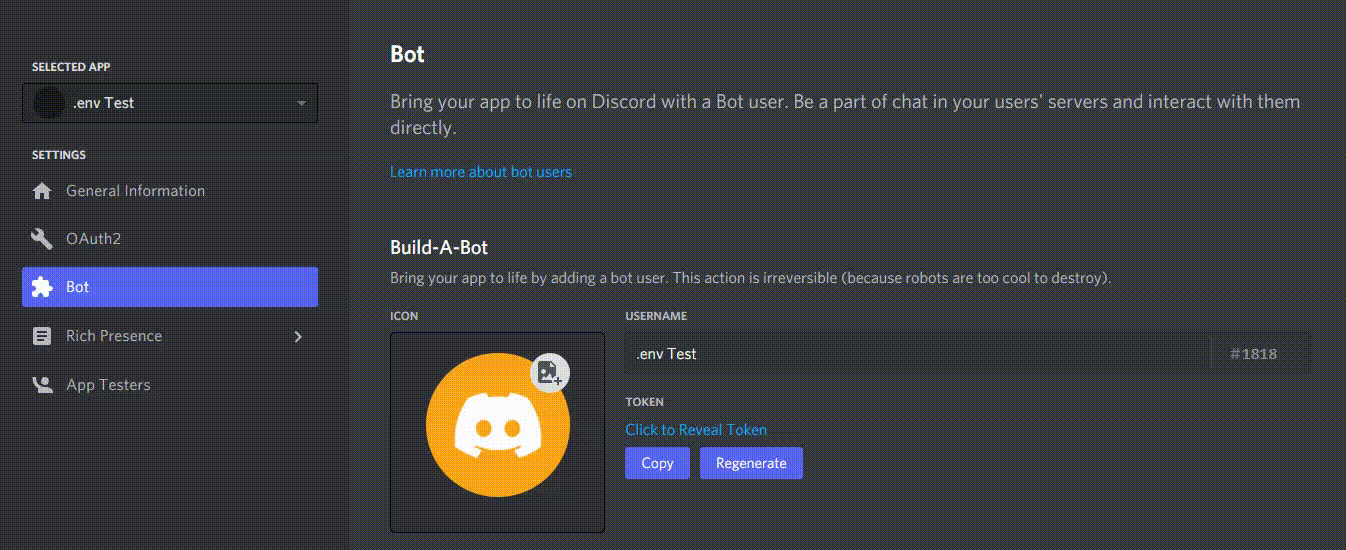 SELECTED APP
.env Test
SETTINGS
General Information
OAuth2
Bot
Rich Presence
App Testers
Bot
Bring your app to life on Discord with a Bot user. Be a part of chat in your users' servers and interact with them
directly.
Learn more about bot users
Build-A-Bot
Bring your app to life by adding a bot user. This action is irreversible (because robots are too cool to destroy).
ICON
USERNAME
.env Test
#1818
TOKEN
Click to Reveal Token
Copy
Regenerate